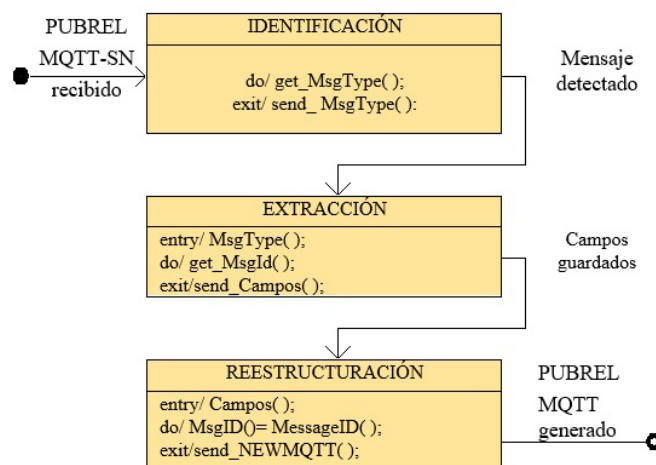 PUBREL
MQTT-SN
recibido
IDENTIFICACIÓN
do/ get_MsgType( );
exit/ send_ MsgType( ):
Mensaje
detectado
EXTRACCIÓN
entry/ MsgType( );
do/ get_MsgId( );
exit/send_Campos( );
Campos
guardados
REESTRUCTURACIÓN
entry/ Campos( );
do/ MsgID()= MessageID( );
exit/send_NEWMQTT( );
PUBREL
MQTT
generado